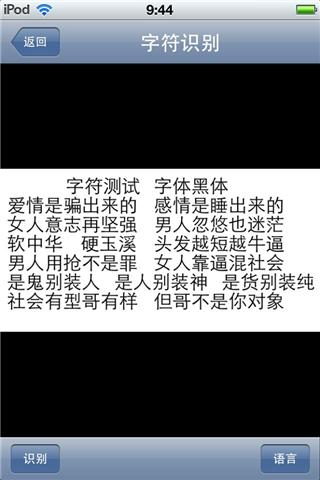 iPod 9:44
返回 字符识别
字符测试 字体黑体
爱情是骗出来的 感情是睡出来的
女人意志再坚强 男人忽悠也迷茫
软中华 硬玉溪 头发越短越牛逼
男人用抢不是罪 女人靠逼混社会
是鬼别装人 是人别装神 是货别装纯
社会有型哥有样 但哥不是你对象
识别 语言